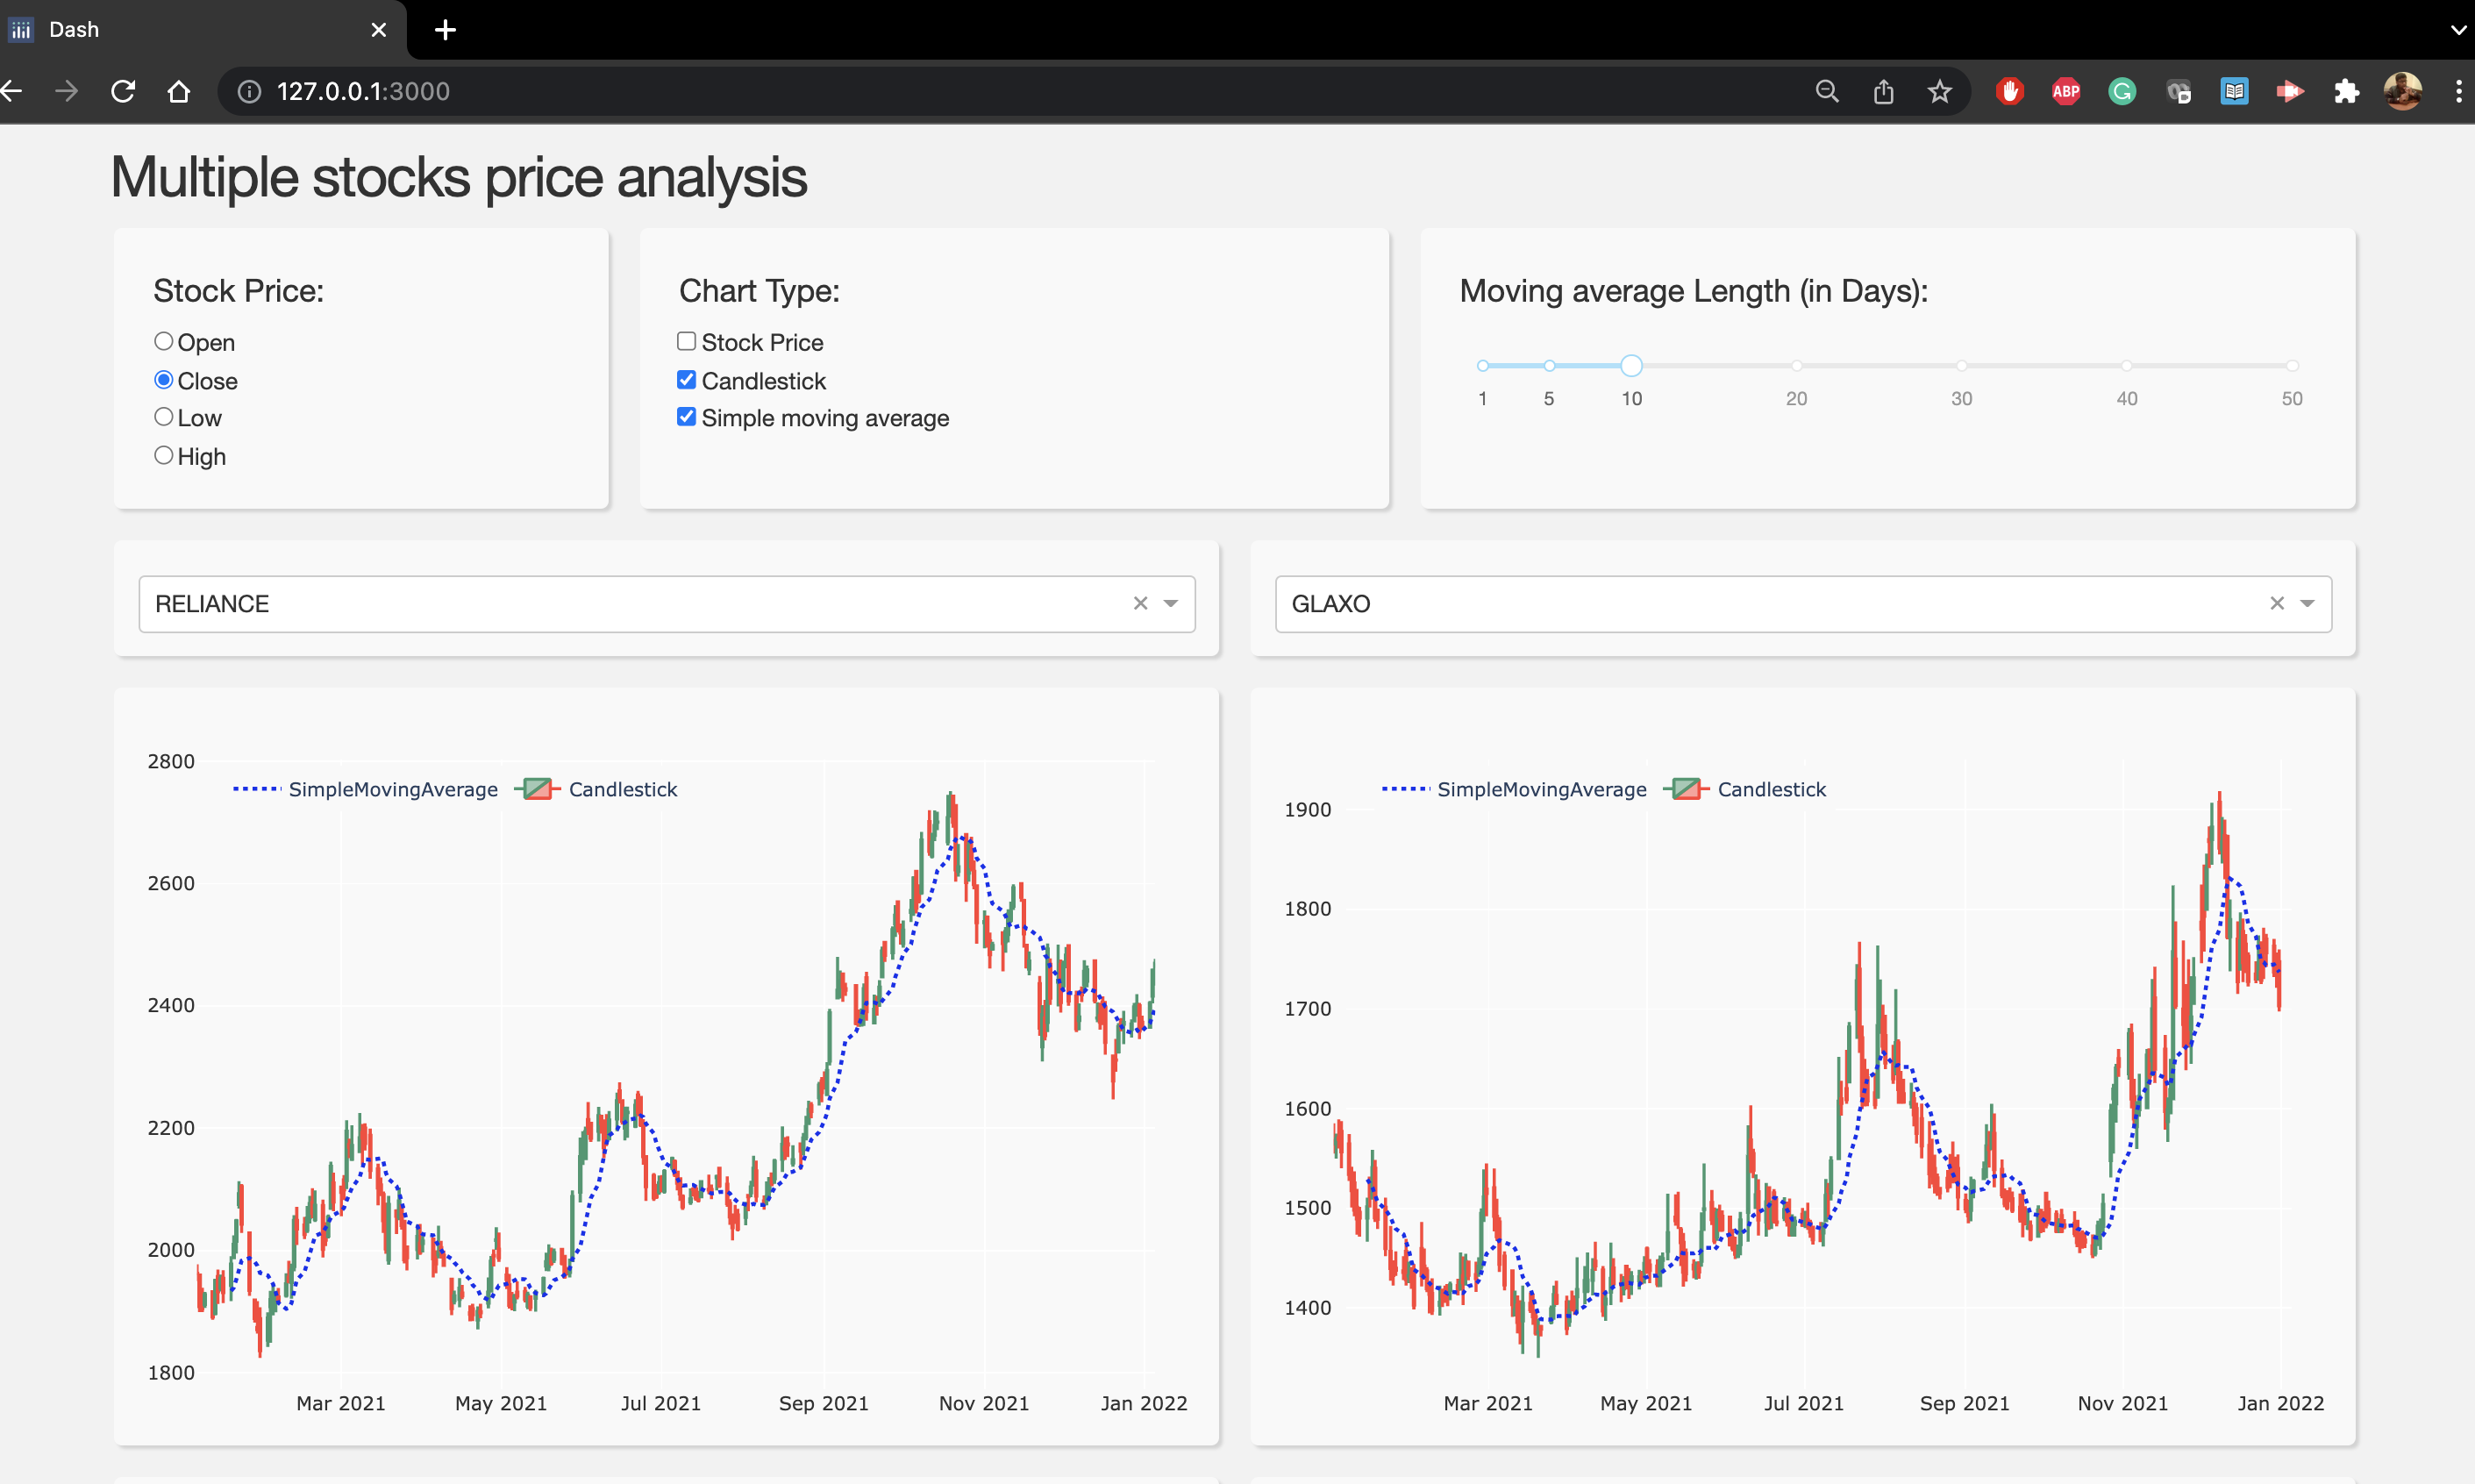 Dash
127.0.0.1:3000
ABP
Multiple stocks price analysis
Stock Price:
Open
Close
Low
High
Chart Type:
Stock Price
Candlestick
Simple moving average
Moving average Length (in Days):
1 5 10 20 30 40 50
RELIANCE
GLAXO
SimpleMovingAverage Candlestick
2800
2600
2400
2200
2000
1800
Mar 2021 May 2021 Jul 2021 Sep 2021 Nov 2021 Jan 2022
SimpleMovingAverage Candlestick
1900
1800
1700
1600
1500
1400
Mar 2021 May 2021 Jul 2021 Sep 2021 Nov 2021 Jan 2022